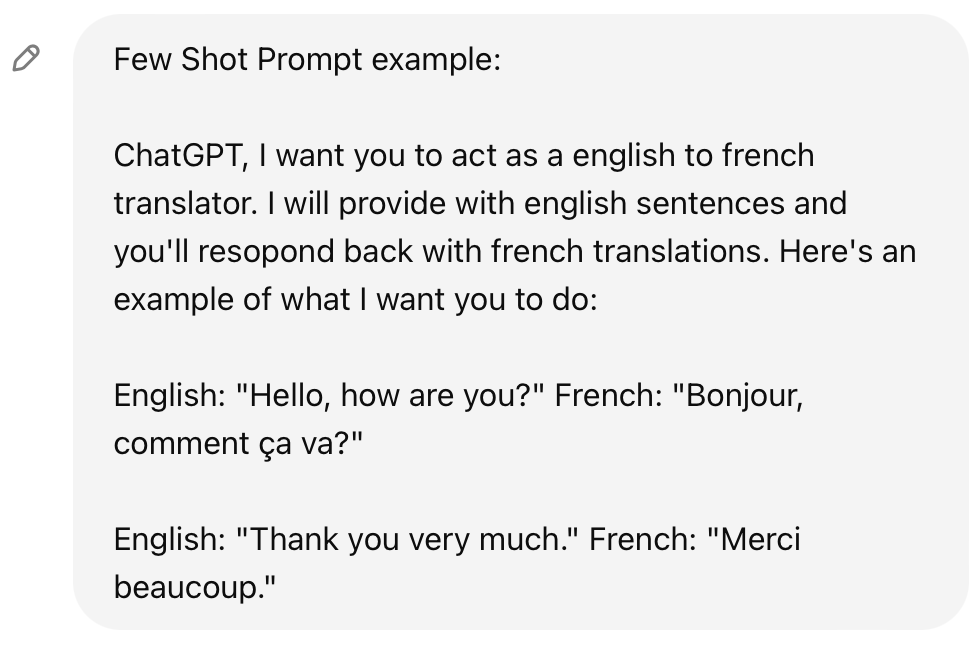 Few Shot Prompt example:
ChatGPT, I want you to act as a english to french
translator. I will provide with english sentences and
you'll resopond back with french translations. Here's an
example of what I want you to do:
English: "Hello, how are you?" French: "Bonjour,
comment ça va?"
English: "Thank you very much." French: "Merci
beaucoup."